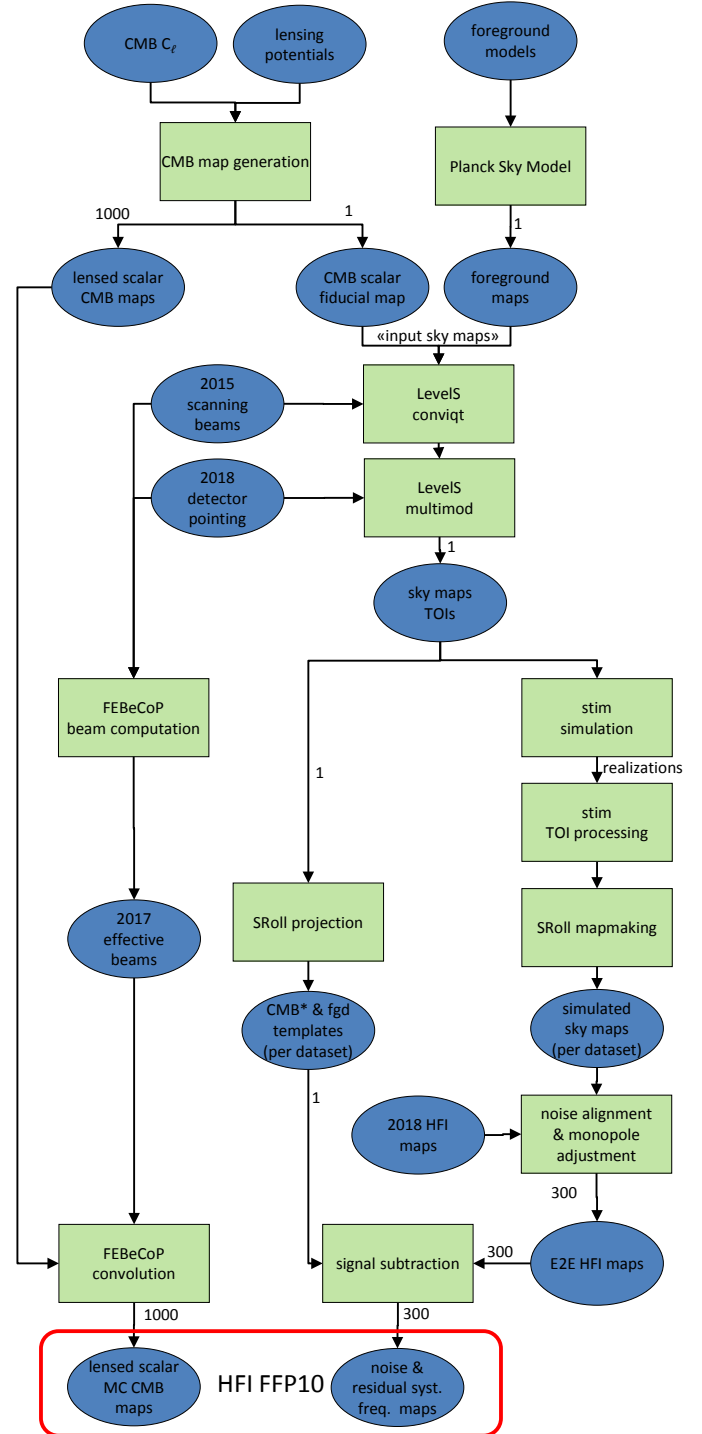 CMB Cℓ
lensing
potentials
foreground
models
CMB map generation
Planck Sky Model
1000
1
1
lensed scalar
CMB maps
CMB scalar
fiducial map
foreground
maps
«input sky maps»
2015
scanning
beams
LevelS
conviqt
2018
detector
pointing
LevelS
multimod
1
sky maps
TOIs
FEBeCoP
beam computation
stim
simulation
1
realizations
stim
TOI processing
2017
effective
beams
SRoll projection
SRoll mapmaking
CMB* & fgd
templates
(per dataset)
simulated
sky maps
(per dataset)
1
2018 HFI
maps
noise alignment
& monopole
adjustment
300
FEBeCoP
convolution
signal subtraction
300
E2E HFI maps
1000
300
lensed scalar
MC CMB
maps
HFI FFP10
noise &
residual syst.
freq. maps